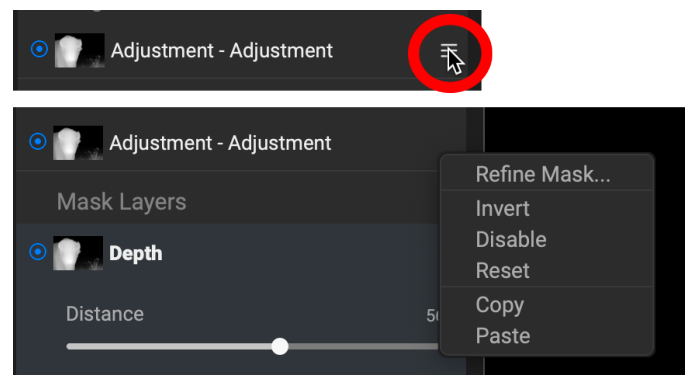 Adjustment - Adjustment
Adjustment - Adjustment
Mask Layers
Depth
Distance
Refine Mask...
Invert
Disable
Reset
Copy
Paste